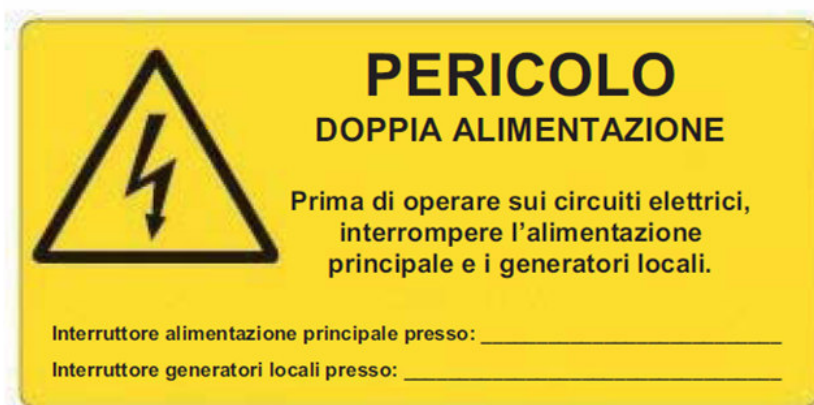 PERICOLO
DOPPIA ALIMENTAZIONE
Prima di operare sui circuiti elettrici,
interrompere l’alimentazione
principale e i generatori locali.
Interruttore alimentazione principale presso: ____________________________
Interruttore generatori locali presso: ___________________________________